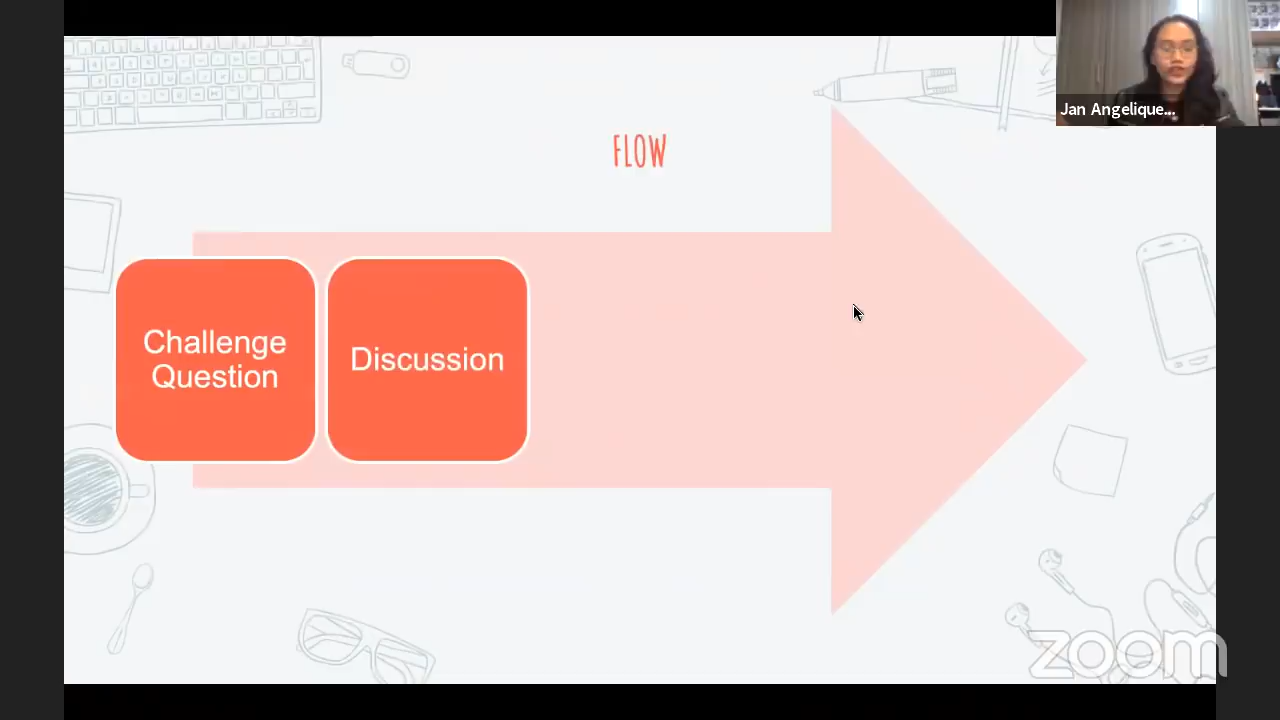 Jan Angelique...
FLOW
Challenge
Question
Discussion
zoom